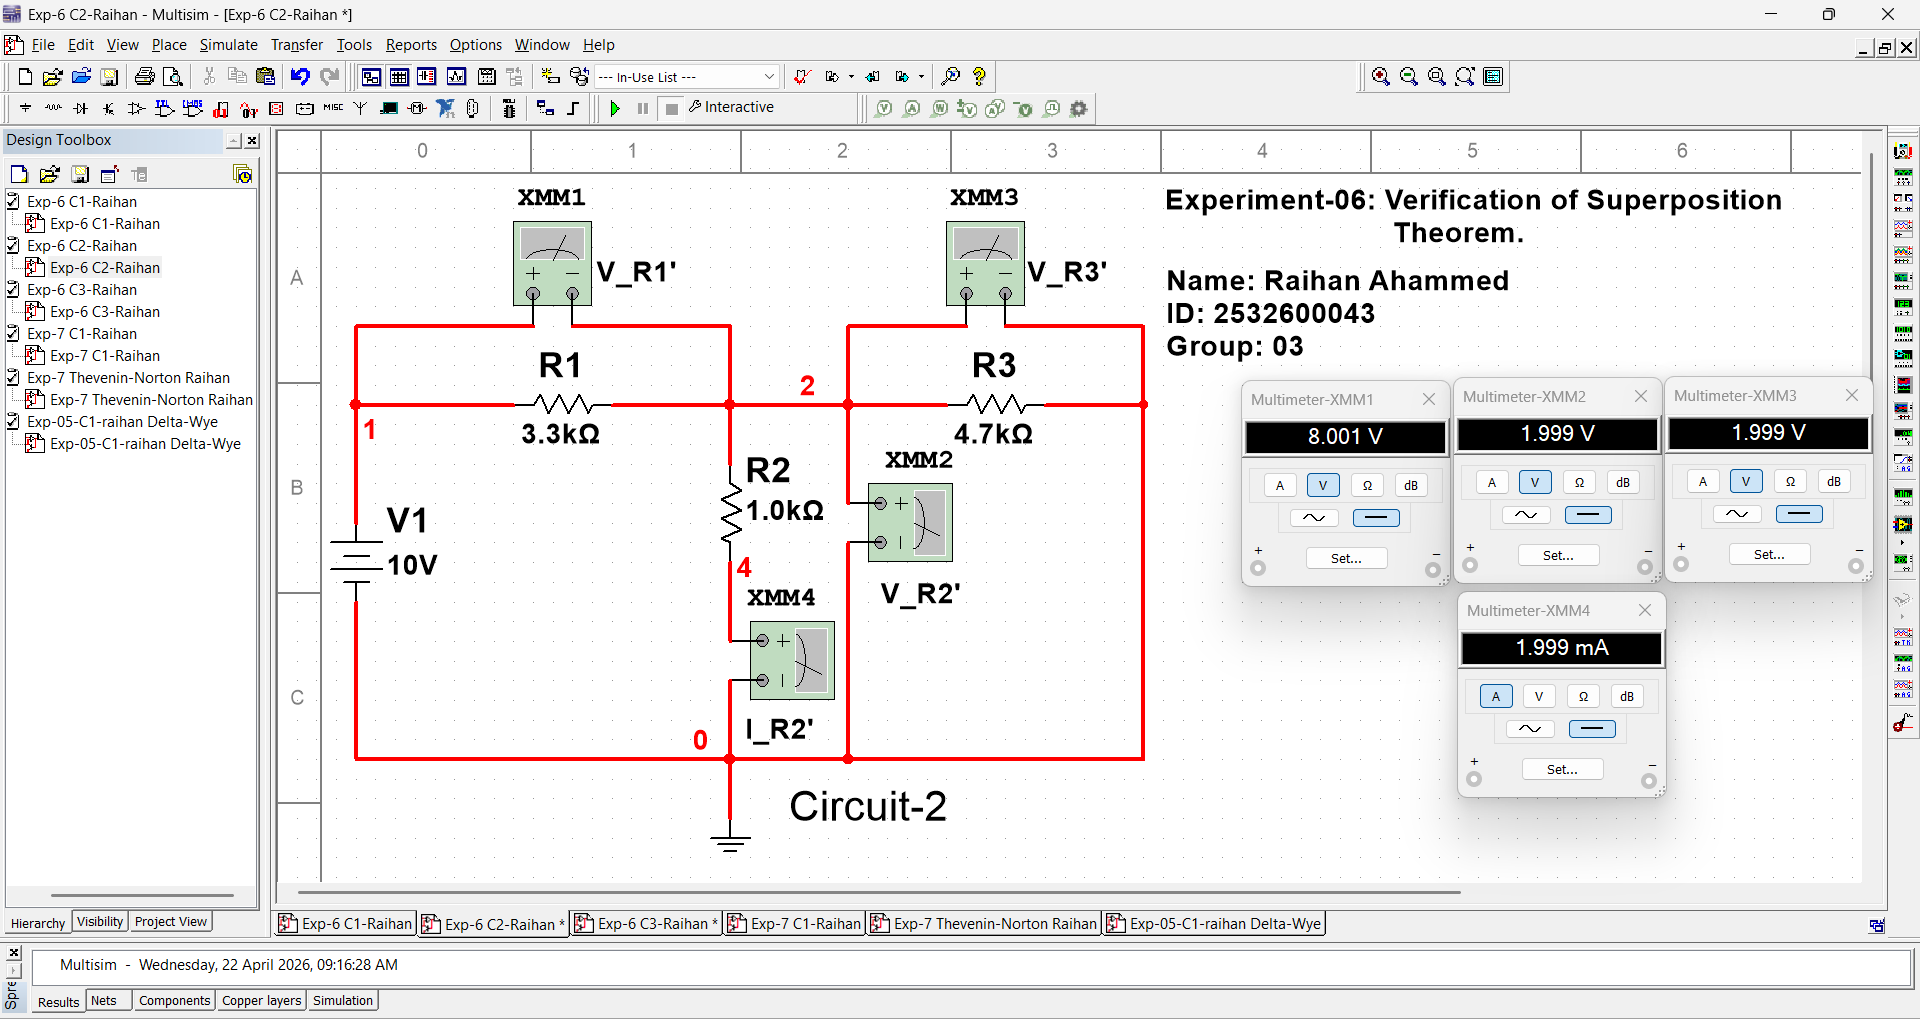 Exp-6 C2-Raihan - Multisim - [Exp-6 C2-Raihan *]
File Edit View Place Simulate Transfer Tools Reports Options Window Help
--- In-Use List ---
MISC
Interactive
Design Toolbox
Exp-6 C1-Raihan
Exp-6 C1-Raihan
Exp-6 C2-Raihan
Exp-6 C2-Raihan
Exp-6 C3-Raihan
Exp-6 C3-Raihan
Exp-7 C1-Raihan
Exp-7 C1-Raihan
Exp-7 Thevenin-Norton Raihan
Exp-7 Thevenin-Norton Raihan
Exp-05-C1-raihan Delta-Wye
Exp-05-C1-raihan Delta-Wye
Hierarchy Visibility Project View
0 1 2 3 4 5 6
A
B
C
XMM1
V_R1'
XMM3
V_R3'
Experiment-06: Verification of Superposition
Theorem.
Name: Raihan Ahammed
ID: 2532600043
Group: 03
R1
3.3kΩ
2
R3
4.7kΩ
1
R2
1.0kΩ
XMM2
V_R2'
V1
10V
4
XMM4
I_R2'
0
Circuit-2
Multimeter-XMM1
8.001 V
A V Ω dB
+ Set... –
Multimeter-XMM2
1.999 V
A V Ω dB
+ Set... –
Multimeter-XMM3
1.999 V
A V Ω dB
+ Set... –
Multimeter-XMM4
1.999 mA
A V Ω dB
+ Set... –
Exp-6 C1-Raihan Exp-6 C2-Raihan * Exp-6 C3-Raihan * Exp-7 C1-Raihan Exp-7 Thevenin-Norton Raihan Exp-05-C1-raihan Delta-Wye
Multisim - Wednesday, 22 April 2026, 09:16:28 AM
Spre
Results Nets Components Copper layers Simulation